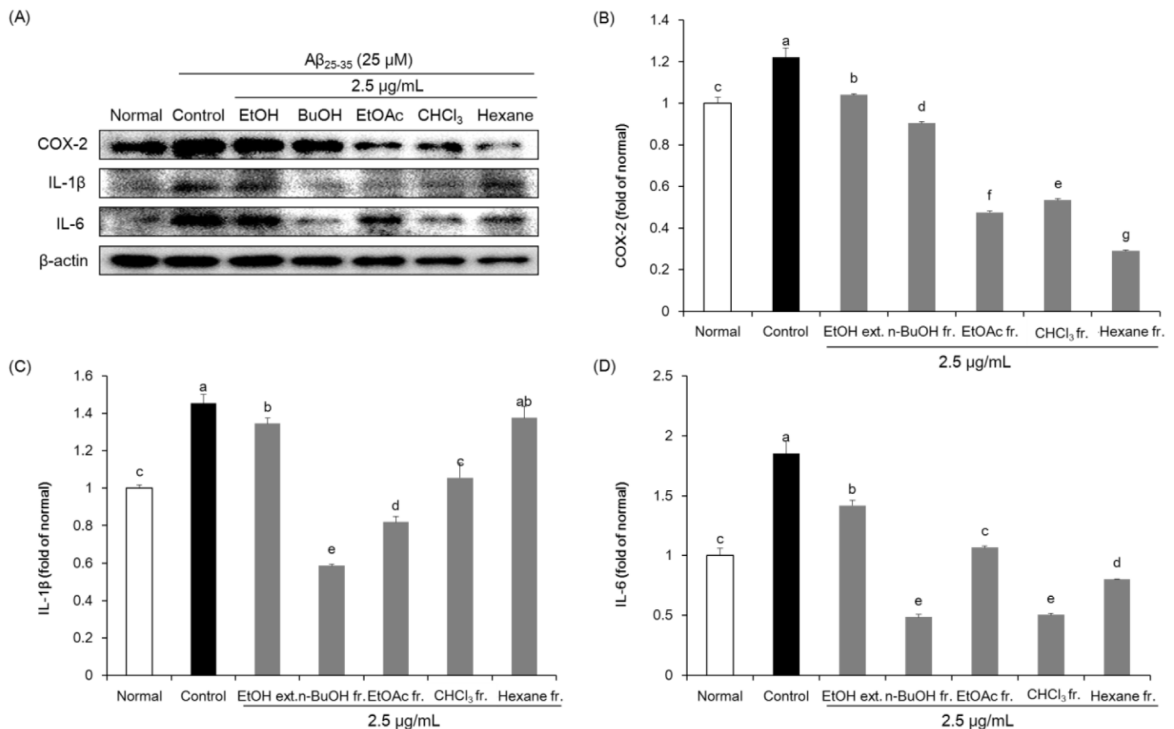 (A)
Aβ25-35 (25 μM)
2.5 μg/mL
Normal Control EtOH BuOH EtOAc CHCl3 Hexane
COX-2
IL-1β
IL-6
β-actin
(B)
COX-2 (fold of normal)
1.4
1.2
1
0.8
0.6
0.4
0.2
0
c
a
b
d
f
e
g
Normal Control EtOH ext. n-BuOH fr. EtOAc fr. CHCl3 fr. Hexane fr.
2.5 μg/mL
(C)
IL-1β (fold of normal)
1.6
1.4
1.2
1
0.8
0.6
0.4
0.2
0
c
a
b
e
d
c
ab
Normal Control EtOH ext. n-BuOH fr. EtOAc fr. CHCl3 fr. Hexane fr.
2.5 μg/mL
(D)
IL-6 (fold of normal)
2.5
2
1.5
1
0.5
0
c
a
b
e
c
e
d
Normal Control EtOH ext. n-BuOH fr. EtOAc fr. CHCl3 fr. Hexane fr.
2.5 μg/mL